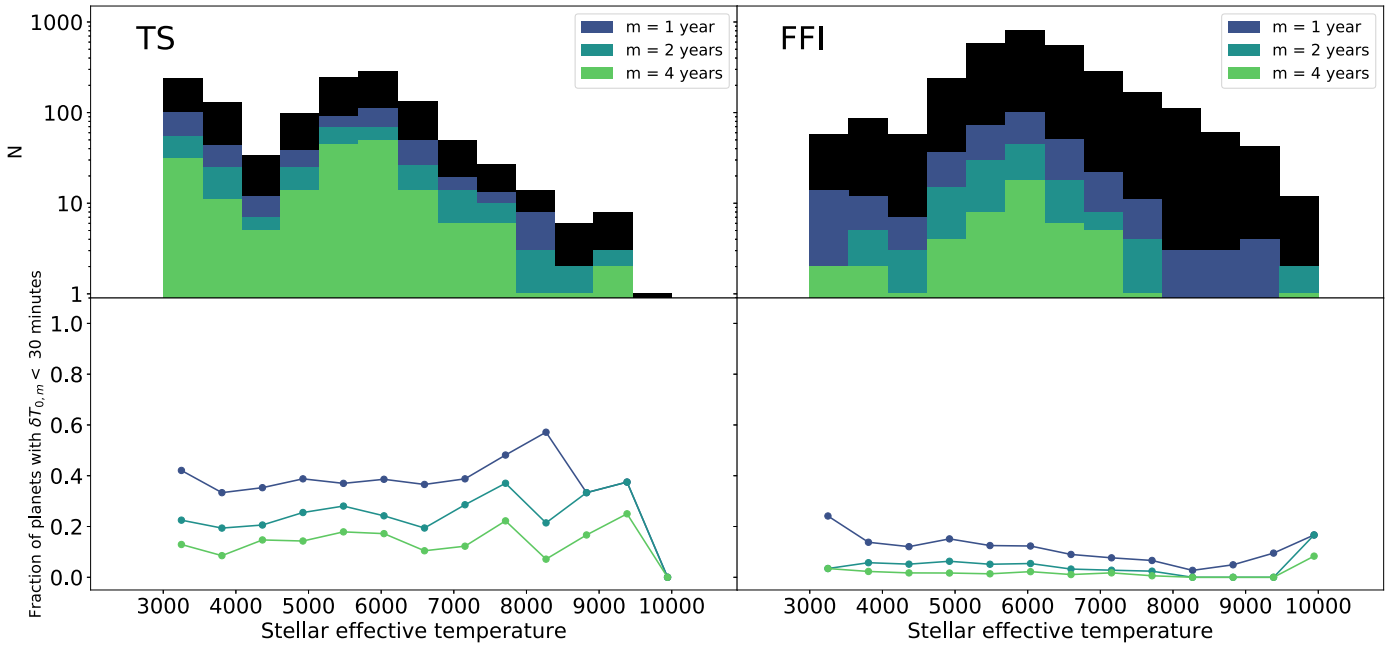 TS
m = 1 year
m = 2 years
m = 4 years
FFI
m = 1 year
m = 2 years
m = 4 years
N
1000
100
10
1
Fraction of planets with δT₀,ₘ < 30 minutes
1.0
0.8
0.6
0.4
0.2
0.0
3000 4000 5000 6000 7000 8000 9000 10000
Stellar effective temperature
3000 4000 5000 6000 7000 8000 9000 10000
Stellar effective temperature